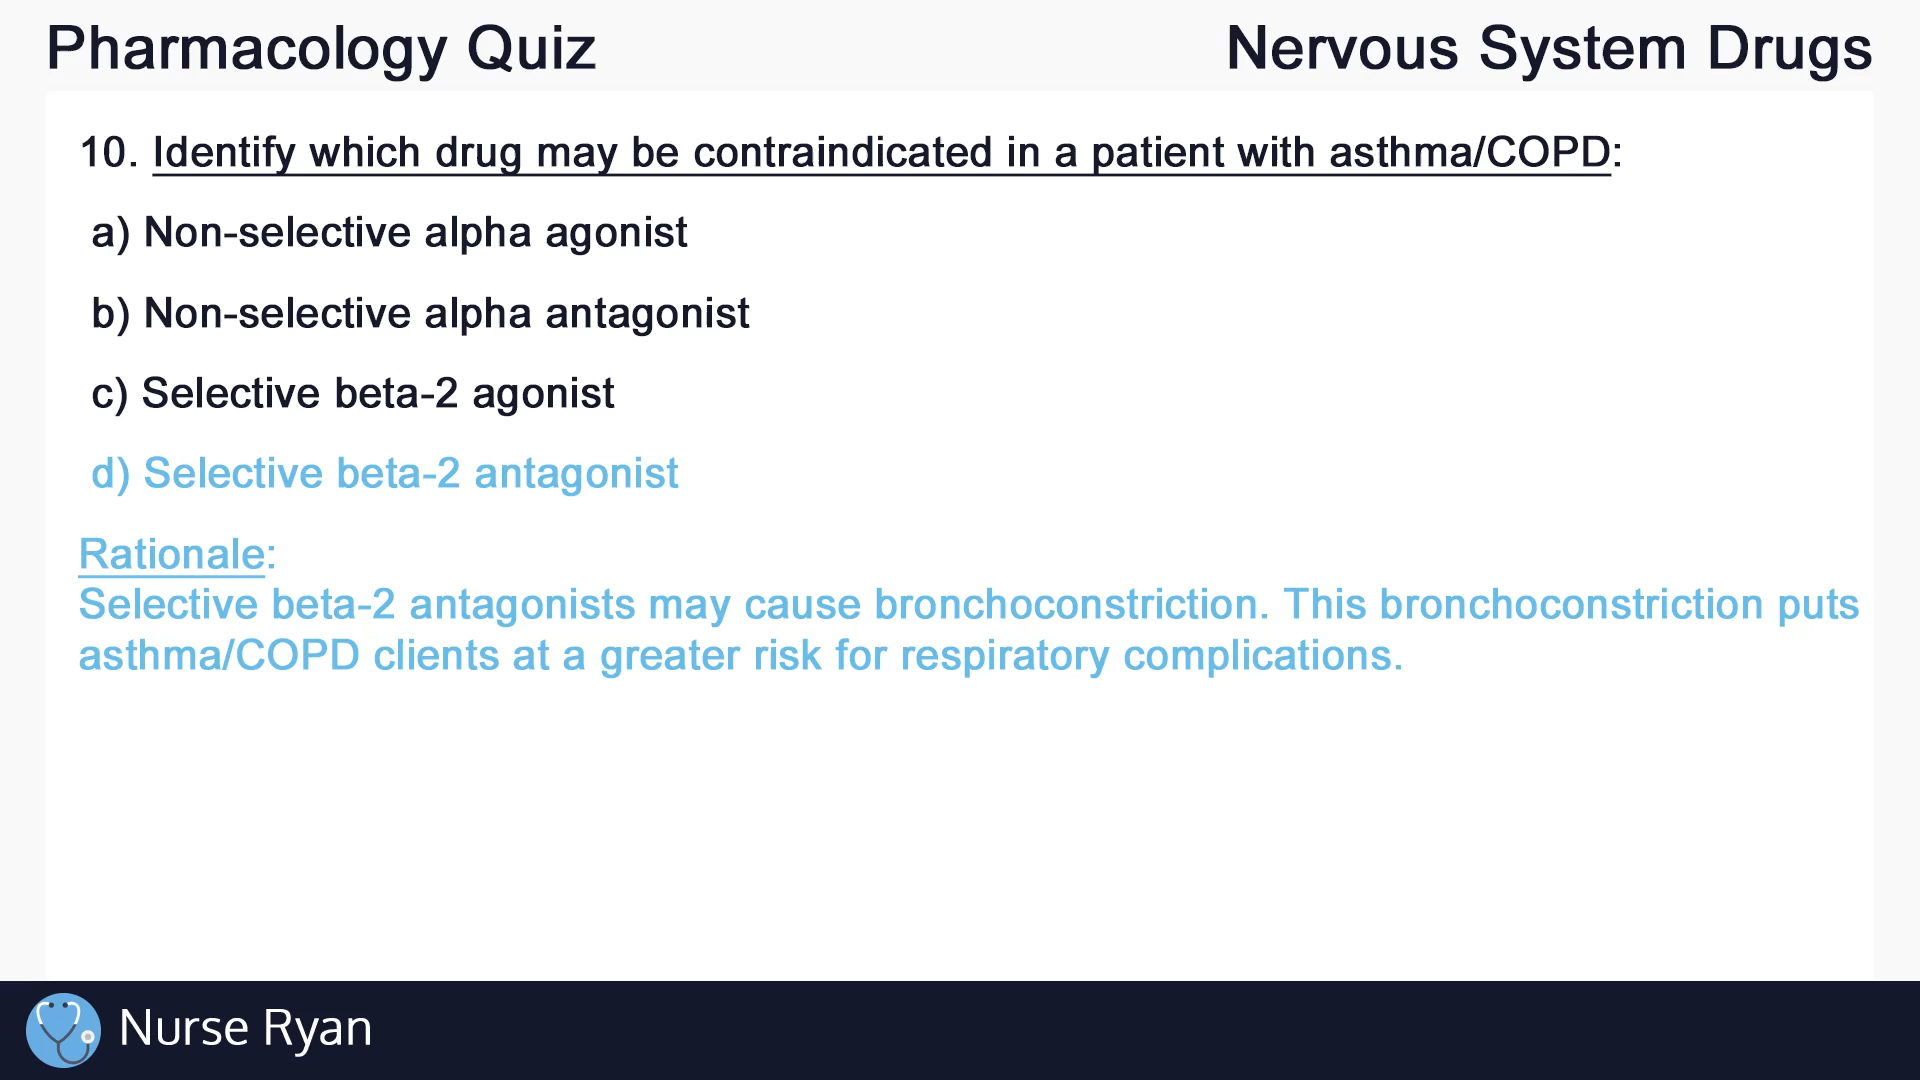 Pharmacology Quiz
Nervous System Drugs
10. Identify which drug may be contraindicated in a patient with asthma/COPD:
a) Non-selective alpha agonist
b) Non-selective alpha antagonist
c) Selective beta-2 agonist
d) Selective beta-2 antagonist
Rationale:
Selective beta-2 antagonists may cause bronchoconstriction. This bronchoconstriction puts
asthma/COPD clients at a greater risk for respiratory complications.
Nurse Ryan